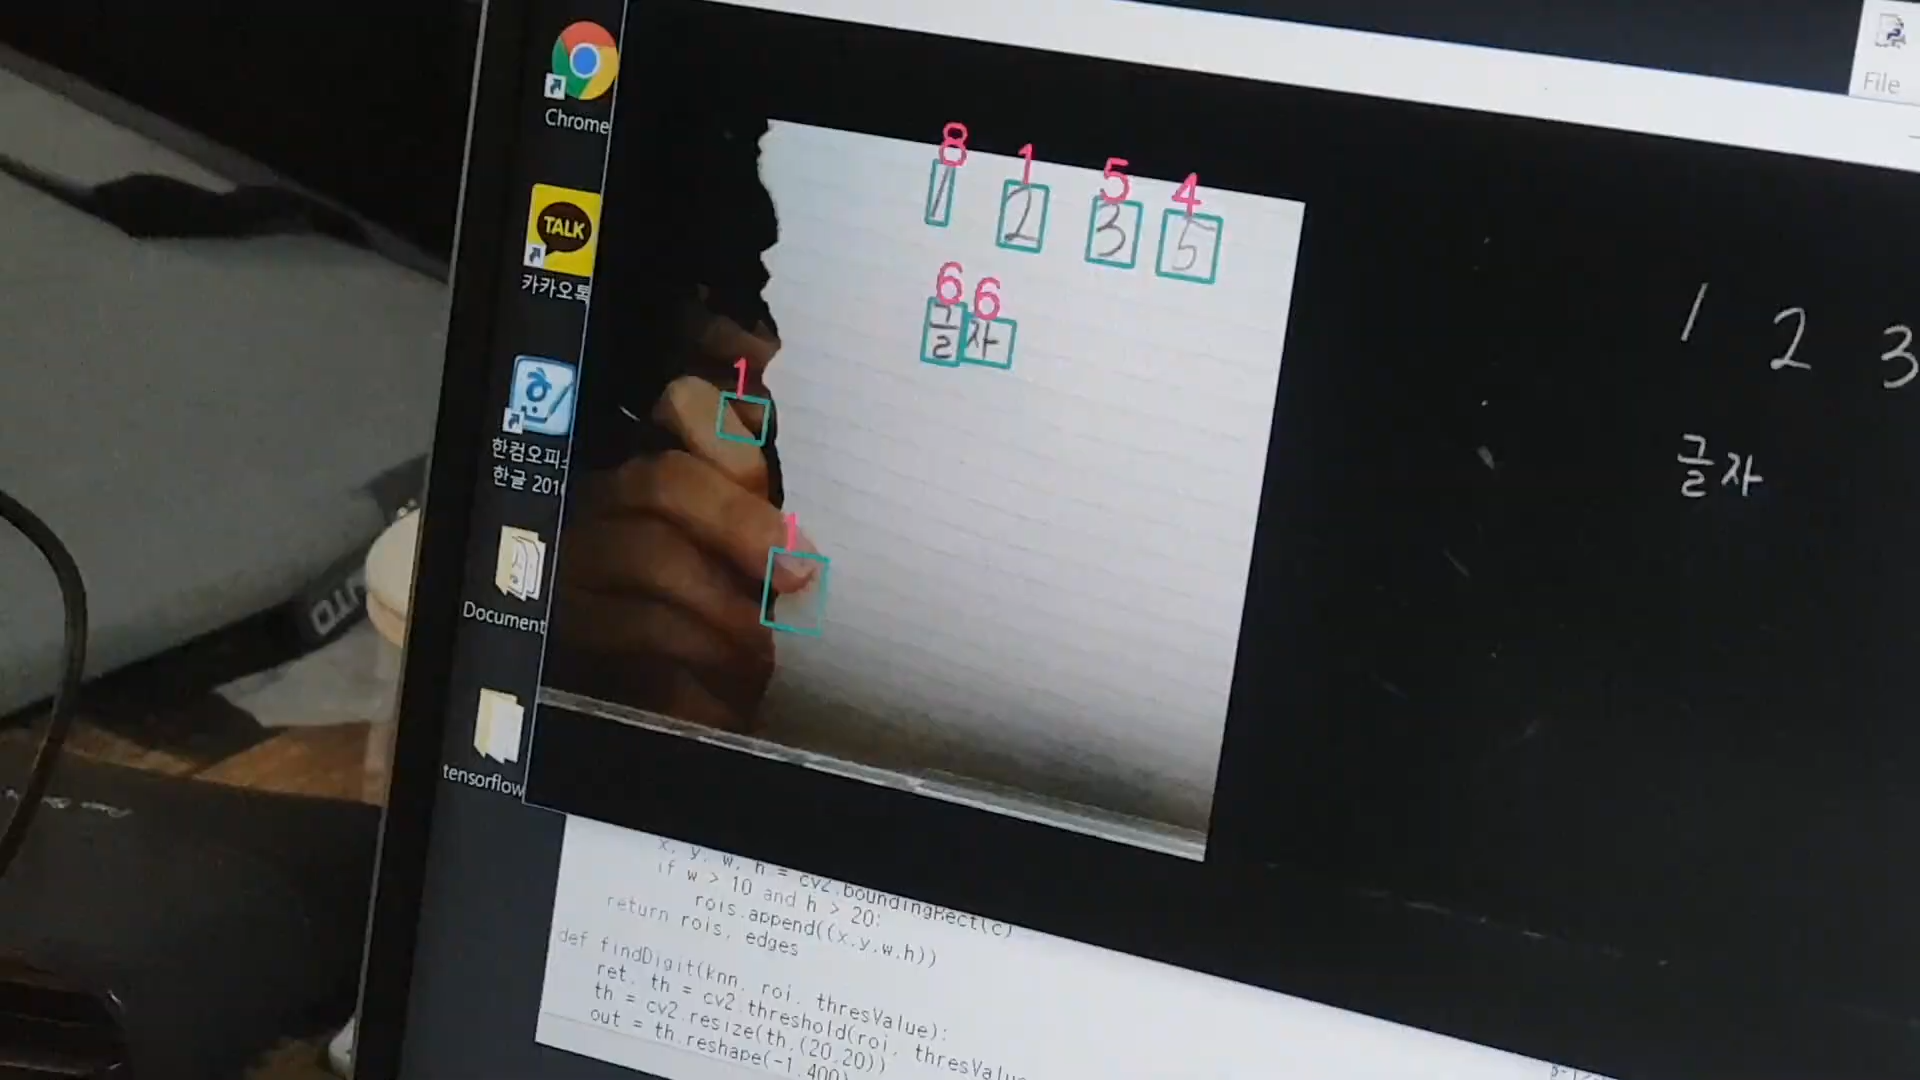 File
Chrome
TALK
카카오톡
한컴오피스
한글 201
Document
tensorflow
8 1 5 4
1 2 3 5
6 6
글자
1
1
1 2 3
글자
x, y, w, h = cv2.boundingRect(c)
if w > 10 and h > 20:
rois.append((x,y,w,h))
return rois, edges
def findDigit(knn, roi, thresValue):
ret, th = cv2.threshold(roi, thresValu
th = cv2.resize(th,(20,20))
out = th.reshape(-1,400)